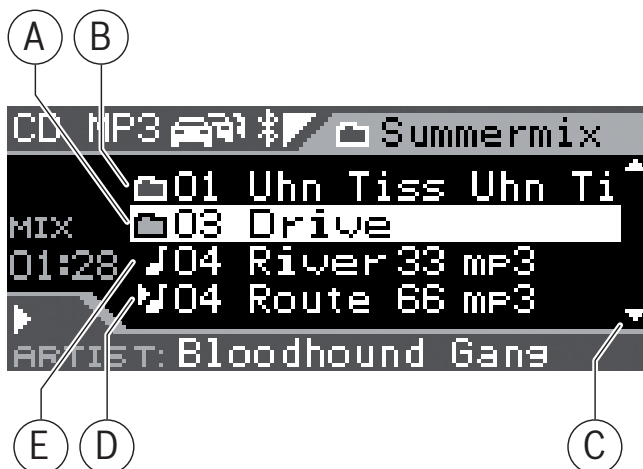 A B
CD MP3 Summermix
01 Uhn Tiss Uhn Ti
MIX 03 Drive
01:28 04 River 33 mp3
04 Route 66 mp3
ARTIST: Bloodhound Gang
E D C